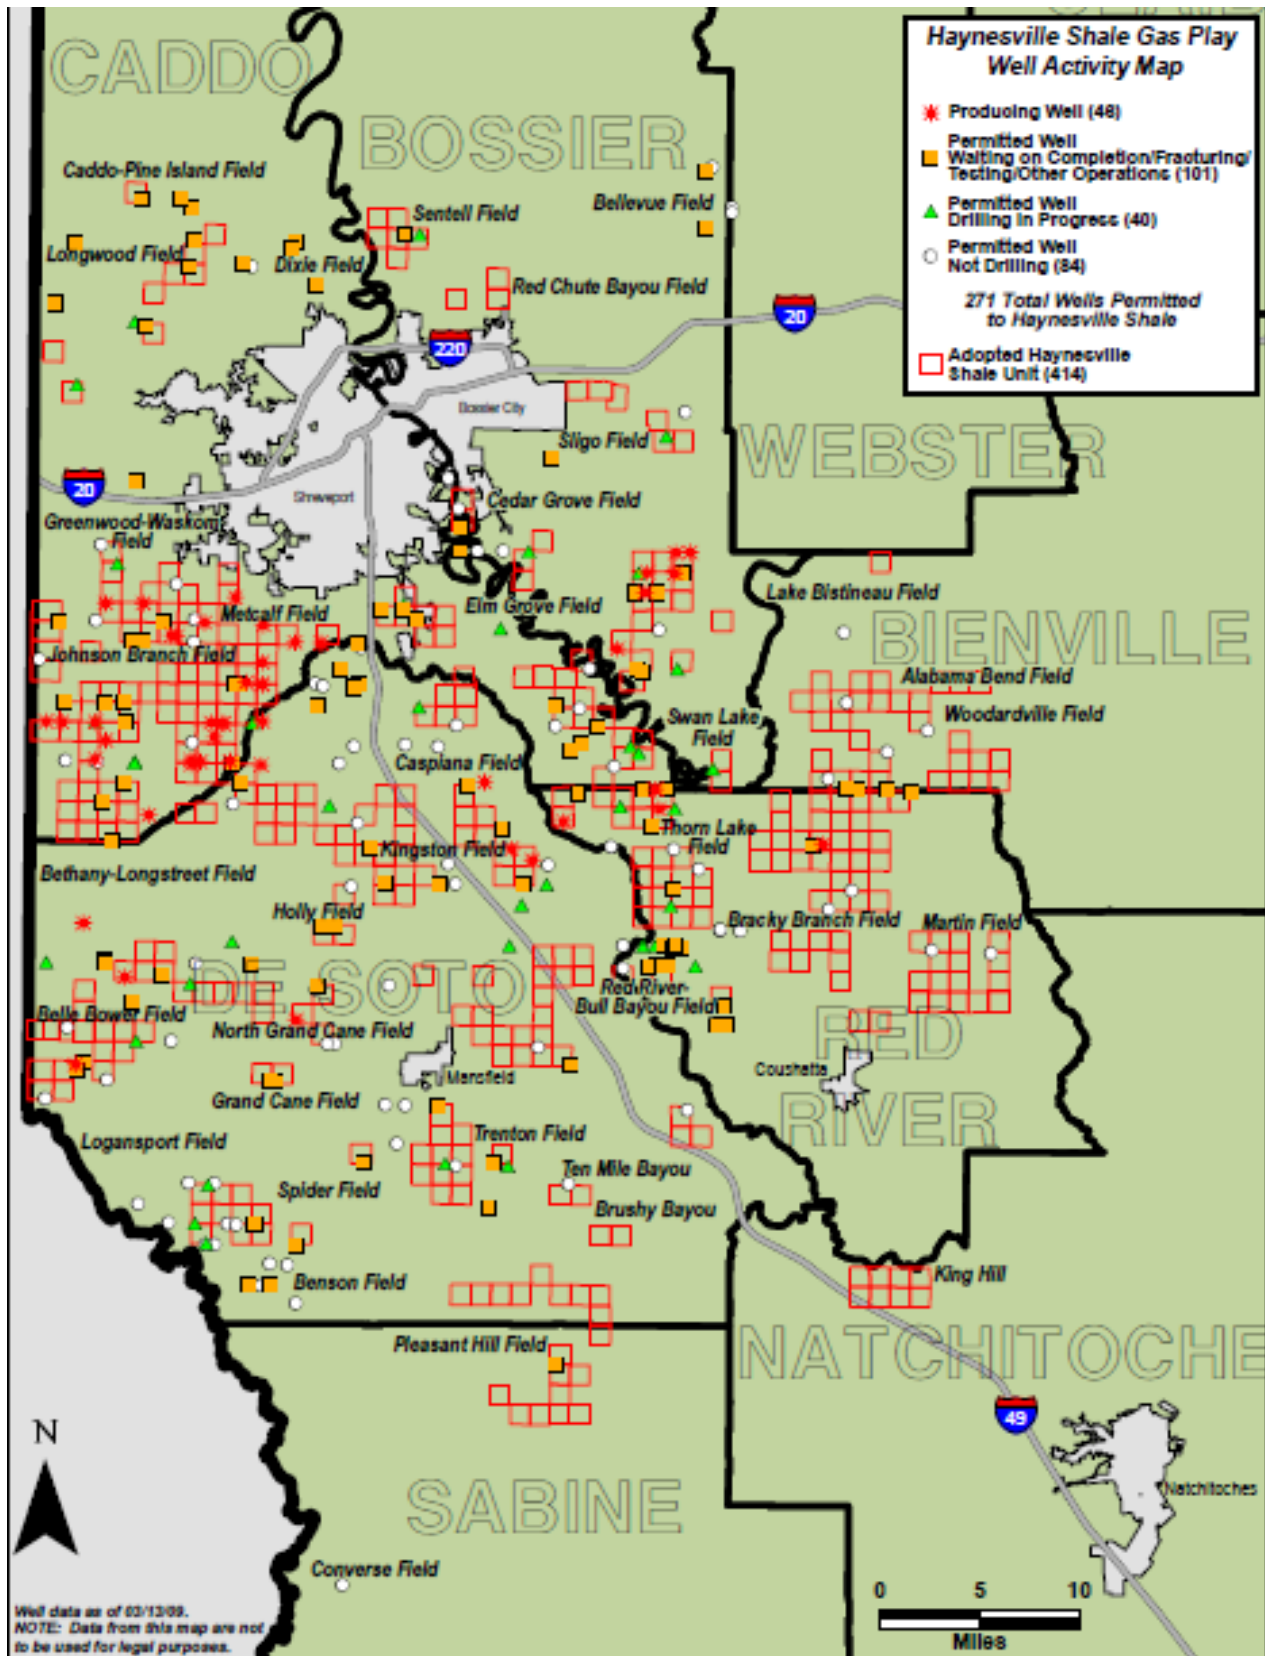 CADDO
BOSSIER
Haynesville Shale Gas Play
Well Activity Map
Producing Well (46)
Permitted Well
Waiting on Completion/Fracturing/
Testing/Other Operations (101)
Permitted Well
Drilling in Progress (40)
Permitted Well
Not Drilling (84)
271 Total Wells Permitted
to Haynesville Shale
Adopted Haynesville
Shale Unit (414)
Caddo-Pine Island Field
Sentell Field
Bellevue Field
Longwood Field
Dixie Field
Red Chute Bayou Field
20
220
Bossier City
Sligo Field
WEBSTER
20
Shreveport
Cedar Grove Field
Greenwood-Waskom
Field
Metcalf Field
Elm Grove Field
Lake Bistineau Field
BIENVILLE
Johnson Branch Field
Alabama Bend Field
Swan Lake
Field
Woodardville Field
Caspiana Field
Thorn Lake
Field
Kingston Field
Bethany-Longstreet Field
Holly Field
Bracky Branch Field
Martin Field
DE SOTO
Red River-
Bull Bayou Field
Belle Bower Field
North Grand Cane Field
RED
RIVER
Coushatta
Mansfield
Grand Cane Field
Logansport Field
Trenton Field
Ten Mile Bayou
Spider Field
Brushy Bayou
Benson Field
King Hill
Pleasant Hill Field
NATCHITOCHE
49
N
SABINE
Natchitoches
Converse Field
0 5 10
Miles
Well data as of 03/13/09.
NOTE: Data from this map are not
to be used for legal purposes.